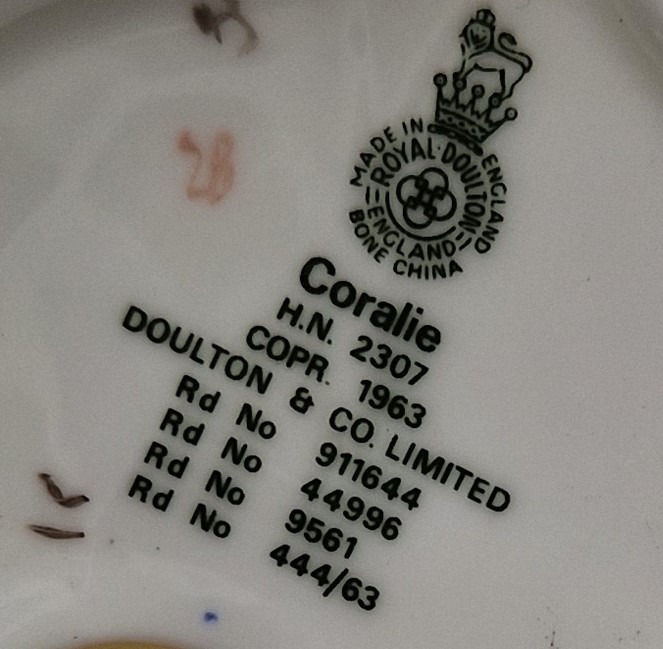 MADE IN ENGLAND
ROYAL·DOULTON
ENGLAND
BONE CHINA
28
Coralie
H.N. 2307
COPR. 1963
DOULTON & CO. LIMITED
Rd No 911644
Rd No 44996
Rd No 9561
Rd No 444/63